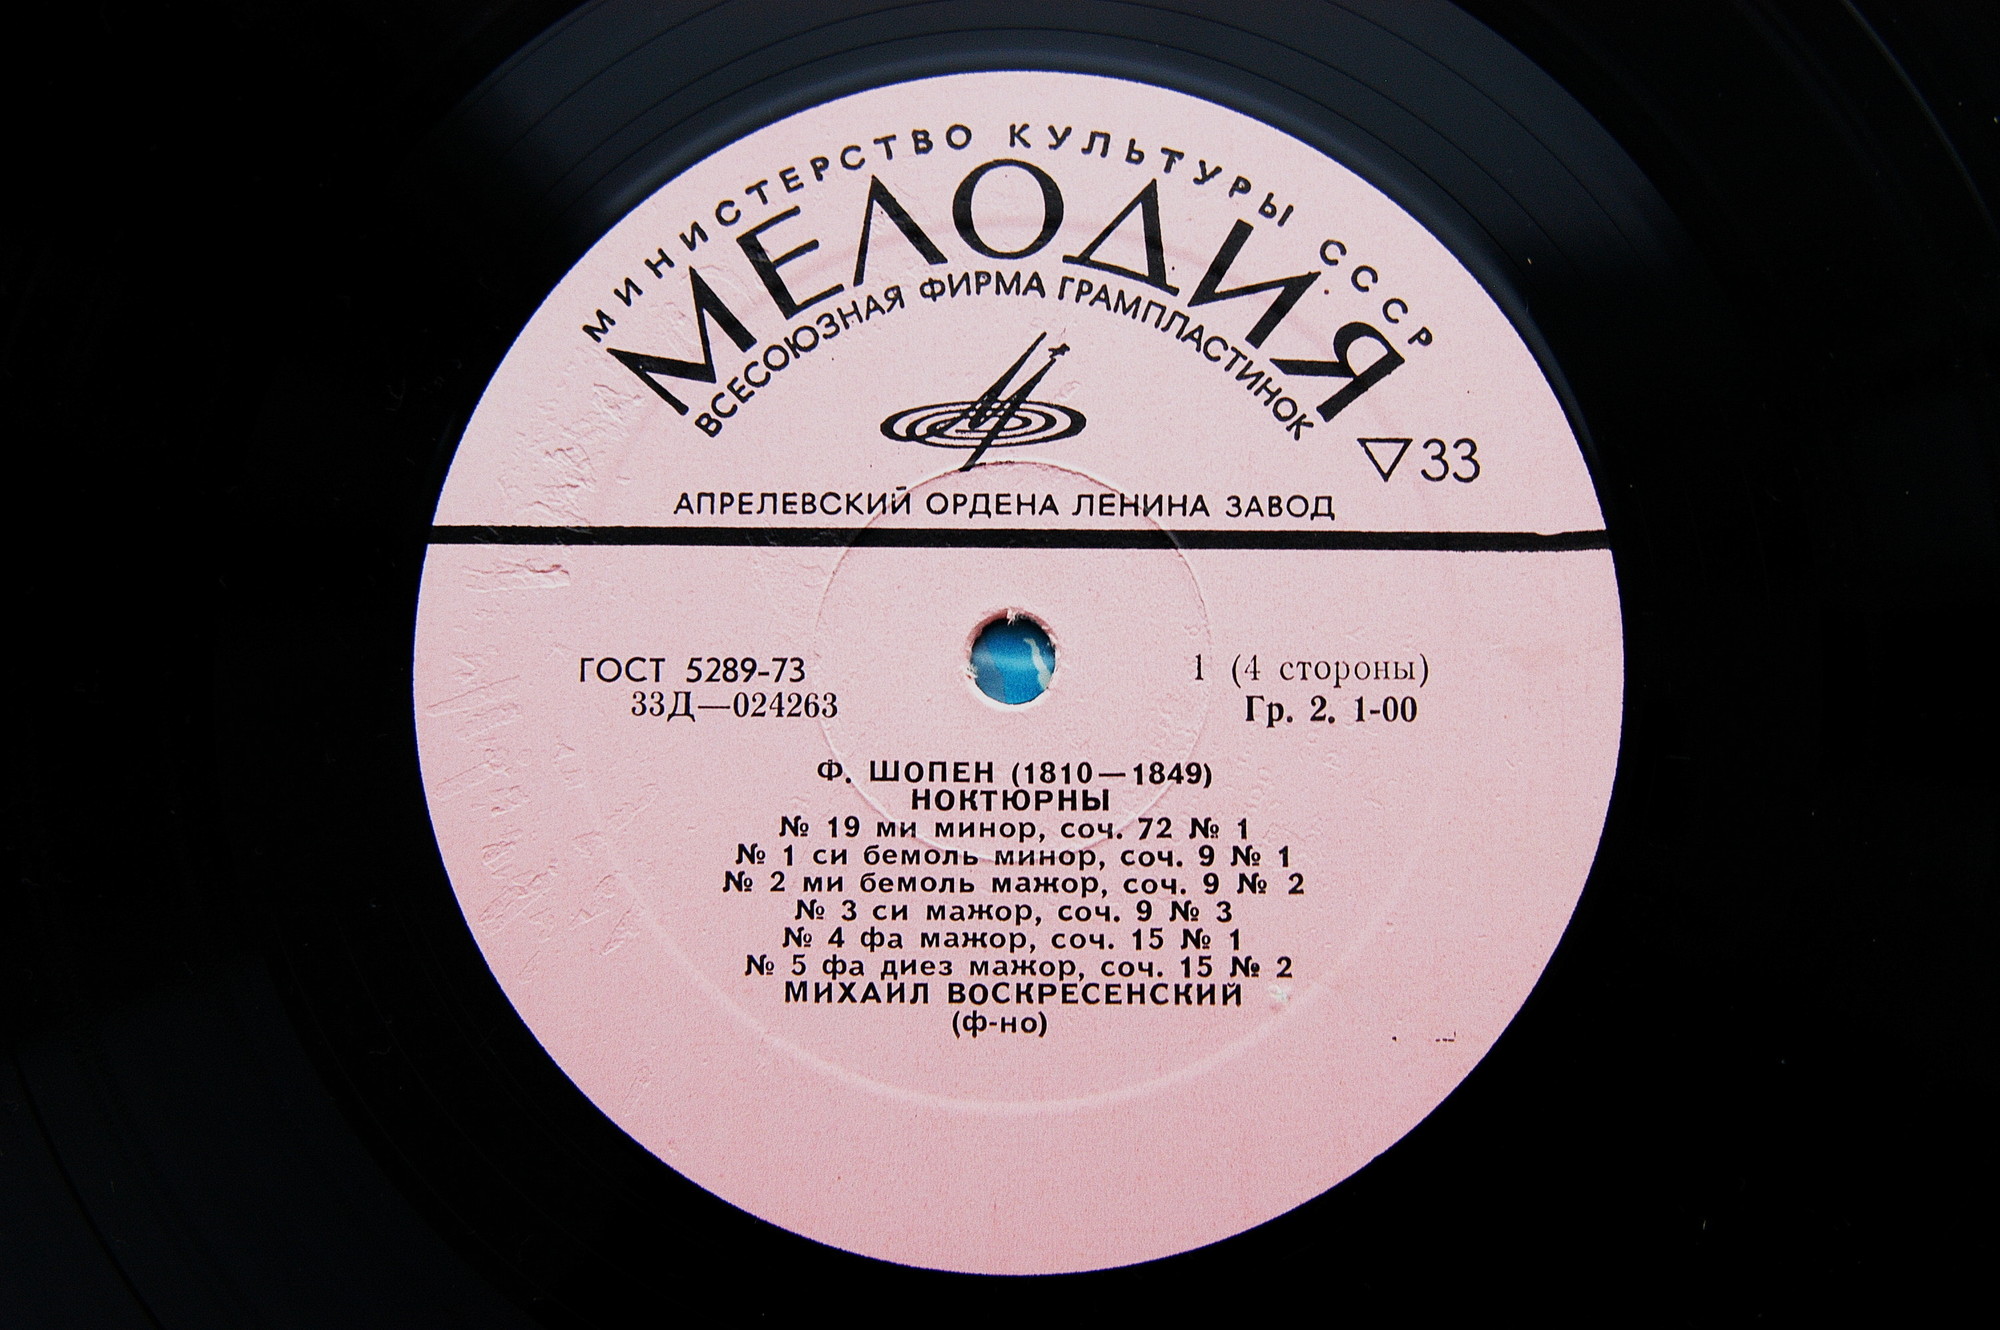 МИНИСТЕРСТВО КУЛЬТУРЫ СССР
МЕЛОДИЯ
ВСЕСОЮЗНАЯ ФИРМА ГРАМПЛАСТИНОК
▽33
АПРЕЛЕВСКИЙ ОРДЕНА ЛЕНИНА ЗАВОД
ГОСТ 5289-73
33Д—024263
1 (4 стороны)
Гр. 2. 1-00
Ф. ШОПЕН (1810—1849)
НОКТЮРНЫ
№ 19 ми минор, соч. 72 № 1
№ 1 си бемоль минор, соч. 9 № 1
№ 2 ми бемоль мажор, соч. 9 № 2
№ 3 си мажор, соч. 9 № 3
№ 4 фа мажор, соч. 15 № 1
№ 5 фа диез мажор, соч. 15 № 2
МИХАИЛ ВОСКРЕСЕНСКИЙ
(ф-но)